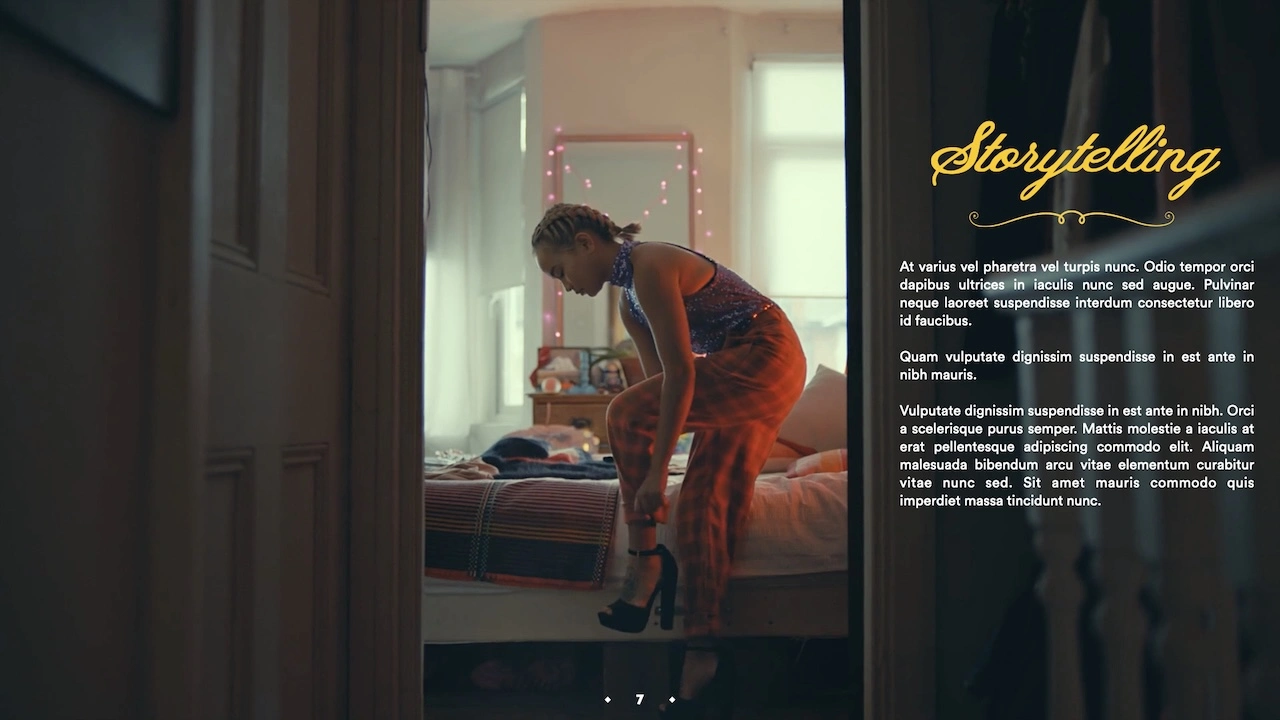 Storytelling
At varius vel pharetra vel turpis nunc. Odio tempor orci
dapibus ultrices in iaculis nunc sed augue. Pulvinar
neque laoreet suspendisse interdum consectetur libero
id faucibus.
Quam vulputate dignissim suspendisse in est ante in
nibh mauris.
Vulputate dignissim suspendisse in est ante in nibh. Orci
a scelerisque purus semper. Mattis molestie a iaculis at
erat pellentesque adipiscing commodo elit. Aliquam
malesuada bibendum arcu vitae elementum curabitur
vitae nunc sed. Sit amet mauris commodo quis
imperdiet massa tincidunt nunc.
7